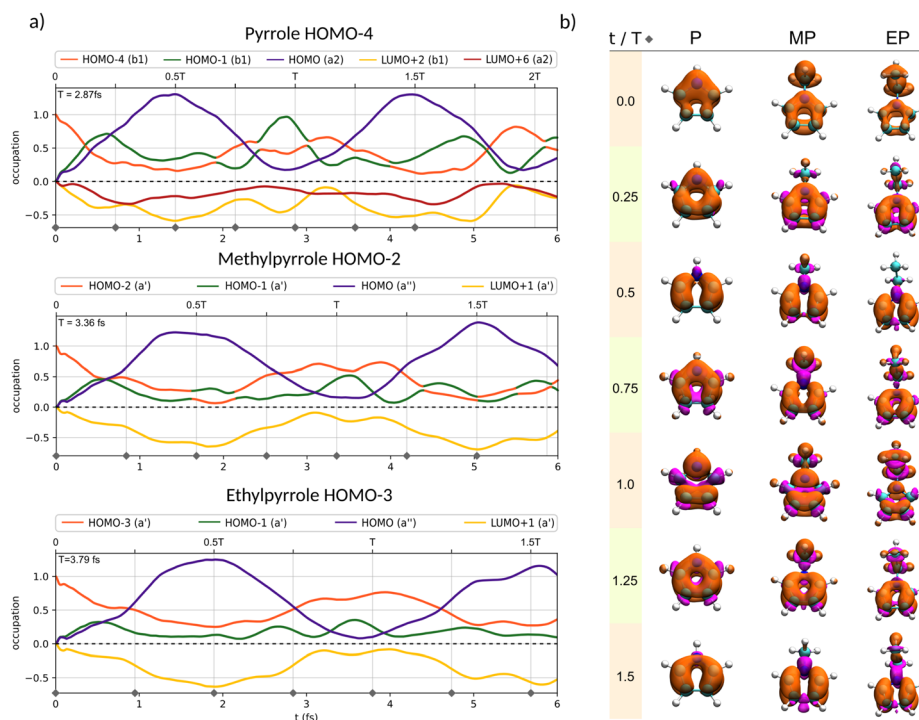 a)
Pyrrole HOMO-4
HOMO-4 (b1) HOMO-1 (b1) HOMO (a2) LUMO+2 (b1) LUMO+6 (a2)
0 0.5T T 1.5T 2T
T = 2.87fs
1.0
0.5
0.0
−0.5
occupation
0 1 2 3 4 5 6
Methylpyrrole HOMO-2
HOMO-2 (a') HOMO-1 (a') HOMO (a'') LUMO+1 (a')
0 0.5T T 1.5T
T = 3.36 fs
1.0
0.5
0.0
−0.5
occupation
0 1 2 3 4 5 6
Ethylpyrrole HOMO-3
HOMO-3 (a') HOMO-1 (a') HOMO (a'') LUMO+1 (a')
0 0.5T T 1.5T
T=3.79 fs
1.0
0.5
0.0
−0.5
occupation
0 1 2 3 4 5 6
t (fs)
b)
t / T P MP EP
0.0
0.25
0.5
0.75
1.0
1.25
1.5